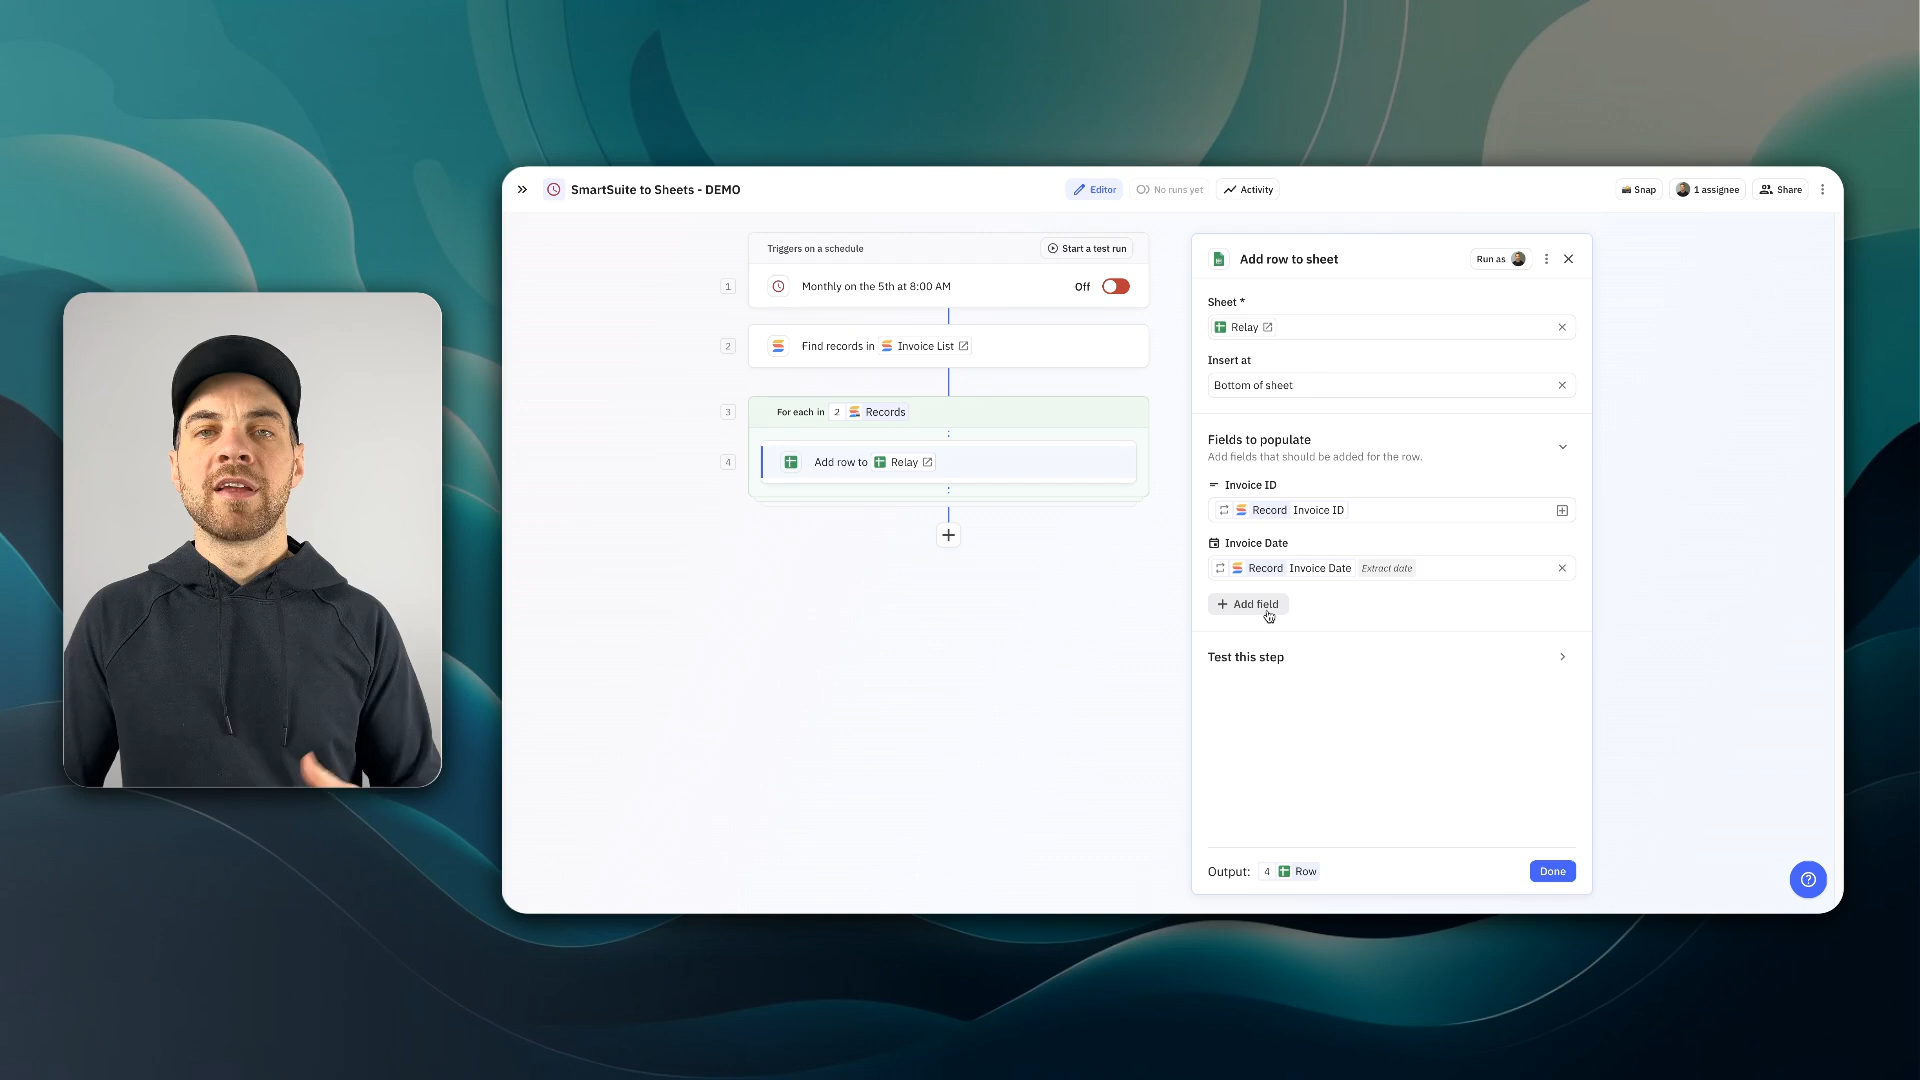 SmartSuite to Sheets - DEMO
Editor
No runs yet
Activity
Snap
1 assignee
Share
Triggers on a schedule
Start a test run
1
Monthly on the 5th at 8:00 AM
Off
2
Find records in Invoice List
3
For each in 2 Records
4
Add row to Relay
Add row to sheet
Run as
Sheet *
Relay
Insert at
Bottom of sheet
Fields to populate
Add fields that should be added for the row.
Invoice ID
Record Invoice ID
Invoice Date
Record Invoice Date Extract date
+ Add field
Test this step
Output: 4 Row
Done